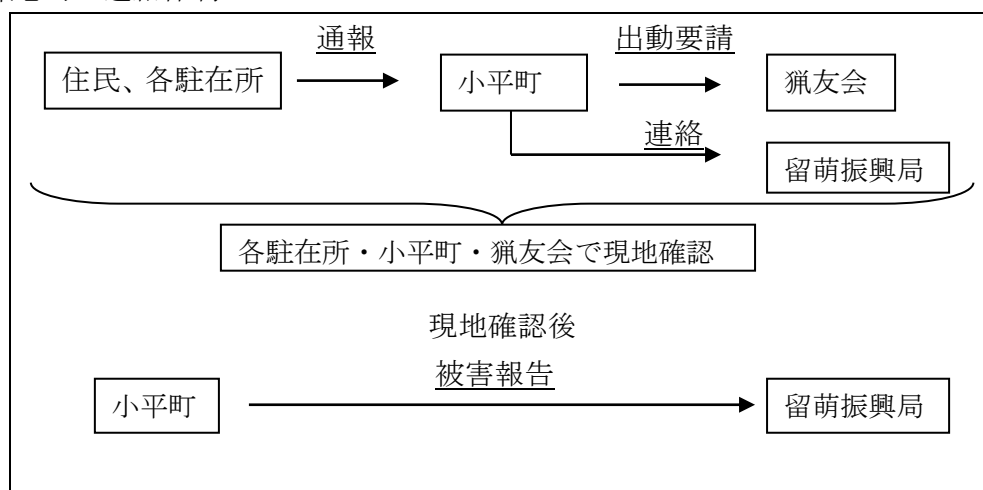 通報
出動要請
住民、各駐在所
小平町
猟友会
連絡
留萌振興局
各駐在所・小平町・猟友会で現地確認
現地確認後
被害報告
小平町
留萌振興局